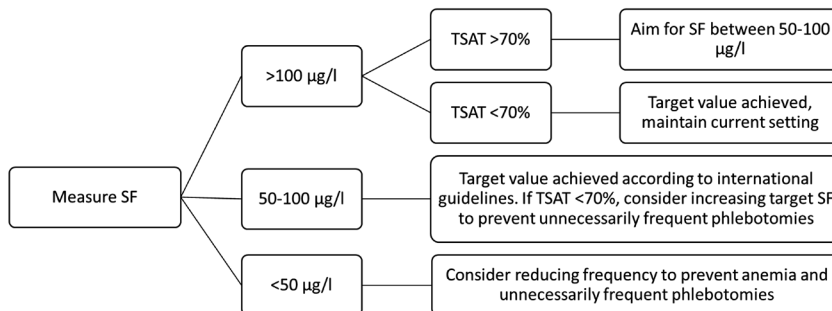 Measure SF
>100 µg/l
TSAT >70%
Aim for SF between 50-100
µg/l
TSAT <70%
Target value achieved,
maintain current setting
50-100 µg/l
Target value achieved according to international
guidelines. If TSAT <70%, consider increasing target SF
to prevent unnecessarily frequent phlebotomies
<50 µg/l
Consider reducing frequency to prevent anemia and
unnecessarily frequent phlebotomies